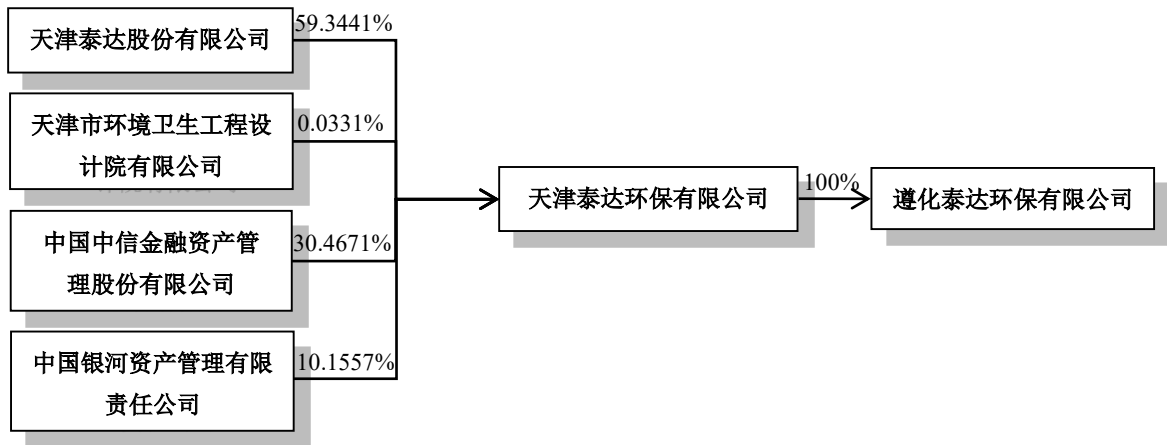 天津泰达股份有限公司
59.3441%
天津市环境卫生工程设
计院有限公司
0.0331%
中国中信金融资产管
理股份有限公司
30.4671%
中国银河资产管理有限
责任公司
10.1557%
天津泰达环保有限公司
100%
遵化泰达环保有限公司